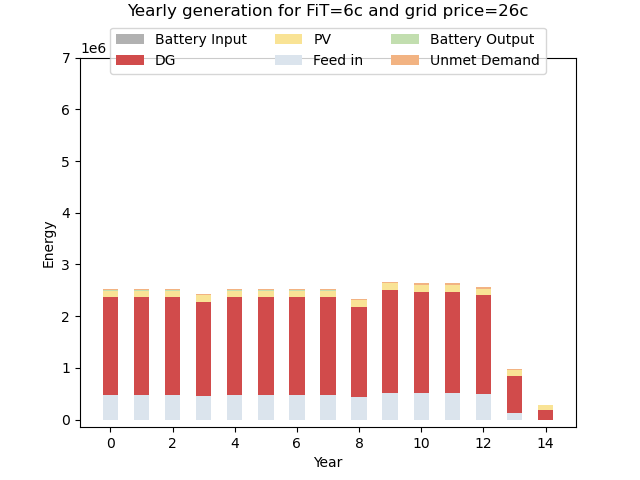 Yearly generation for FiT=6c and grid price=26c
1e6
Battery Input PV Battery Output
DG Feed in Unmet Demand
7
6
5
4
3
2
1
0
Energy
0 2 4 6 8 10 12 14
Year